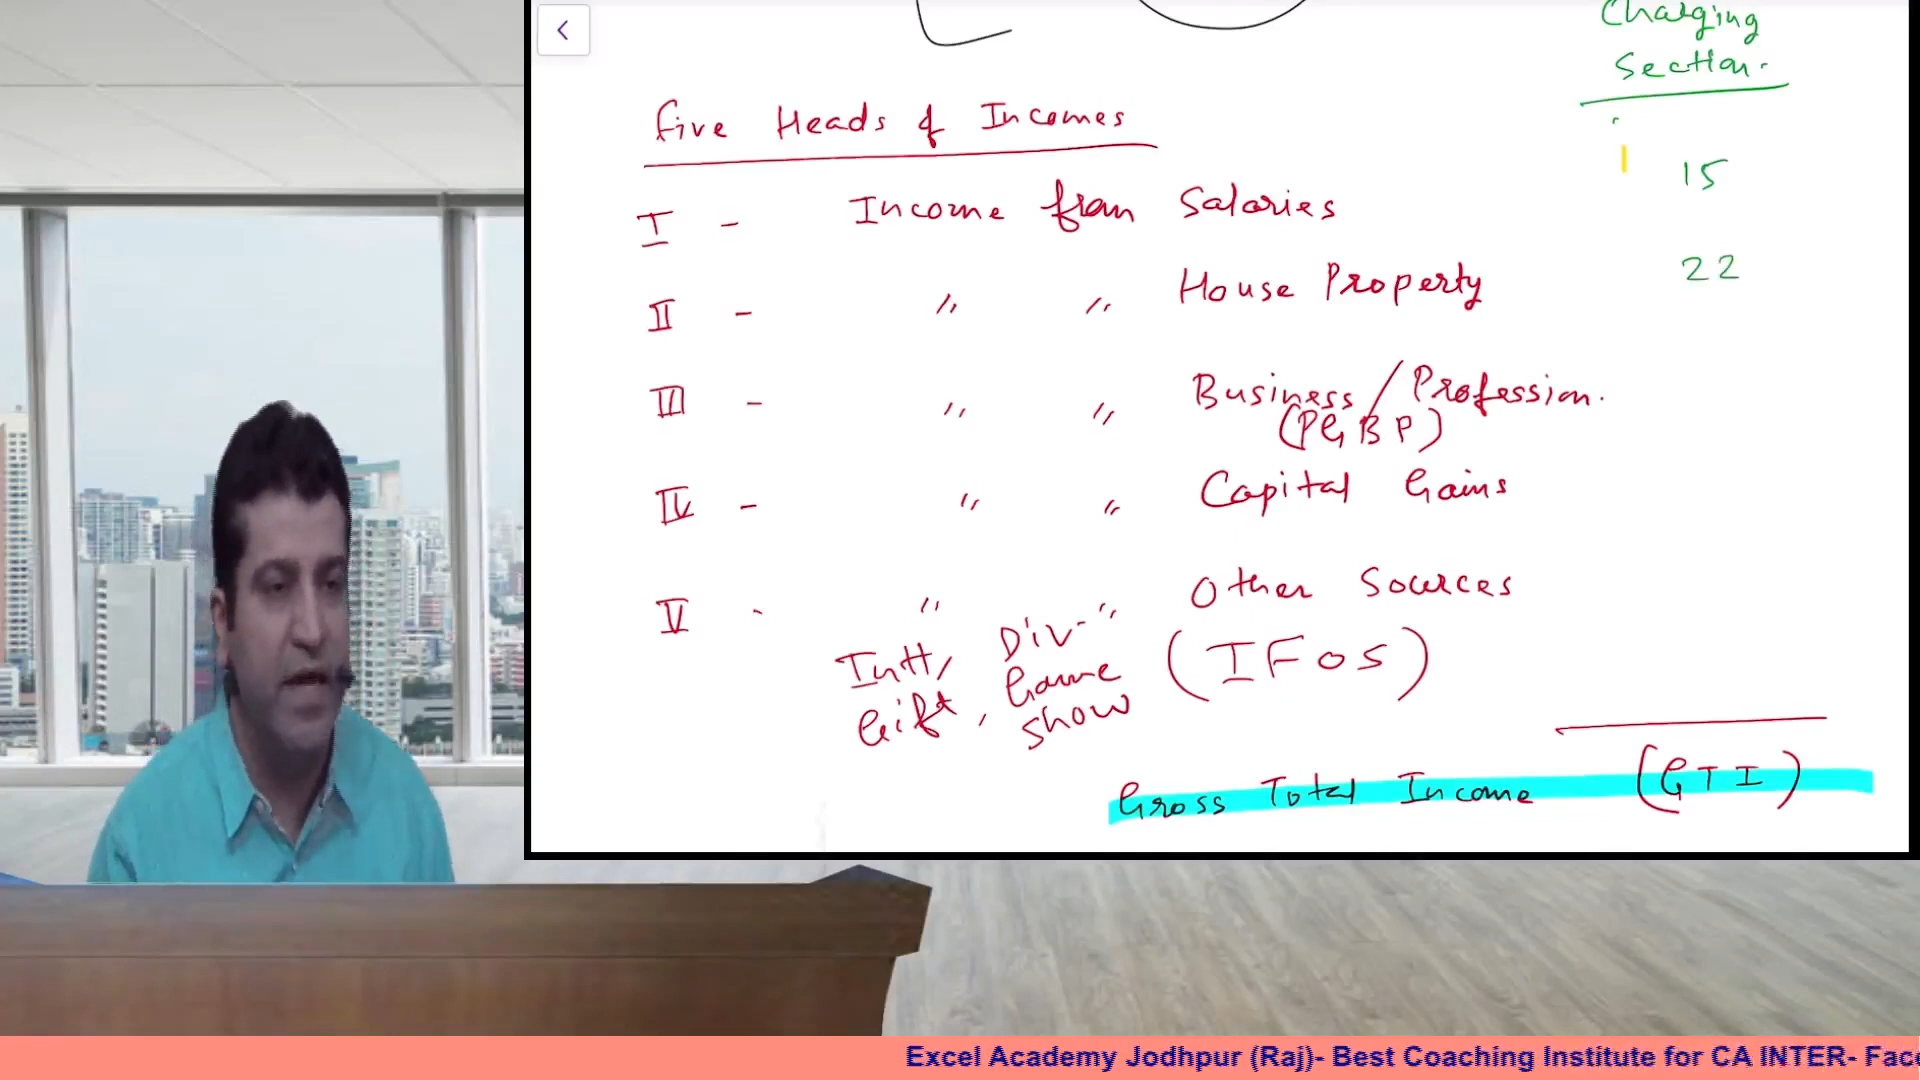 Charging
Section.
Five Heads of Incomes
I - Income from Salaries 15
II - " " House Property 22
III - " " Business/Profession.
(PGBP)
IV - " " Capital Gains
V - " " Other Sources
Intt, Div- (IFOS)
Gift, Game
Show
Gross Total Income (GTI)
Excel Academy Jodhpur (Raj)- Best Coaching Institute for CA INTER- Face